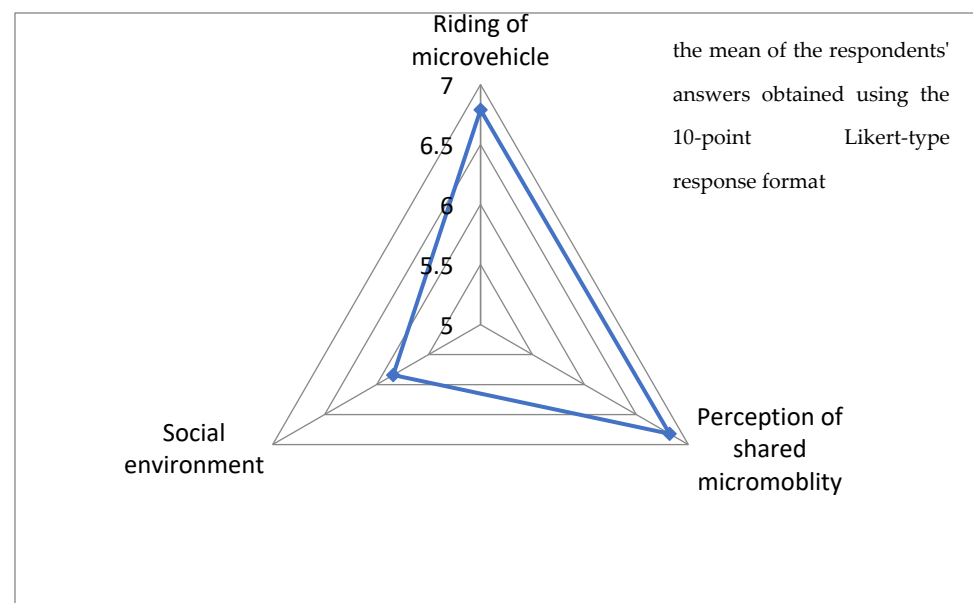 Riding of
microvehicle
the mean of the respondents'
answers obtained using the
10-point Likert-type
response format
7
6.5
6
5.5
5
Social
environment
Perception of
shared
micromoblity